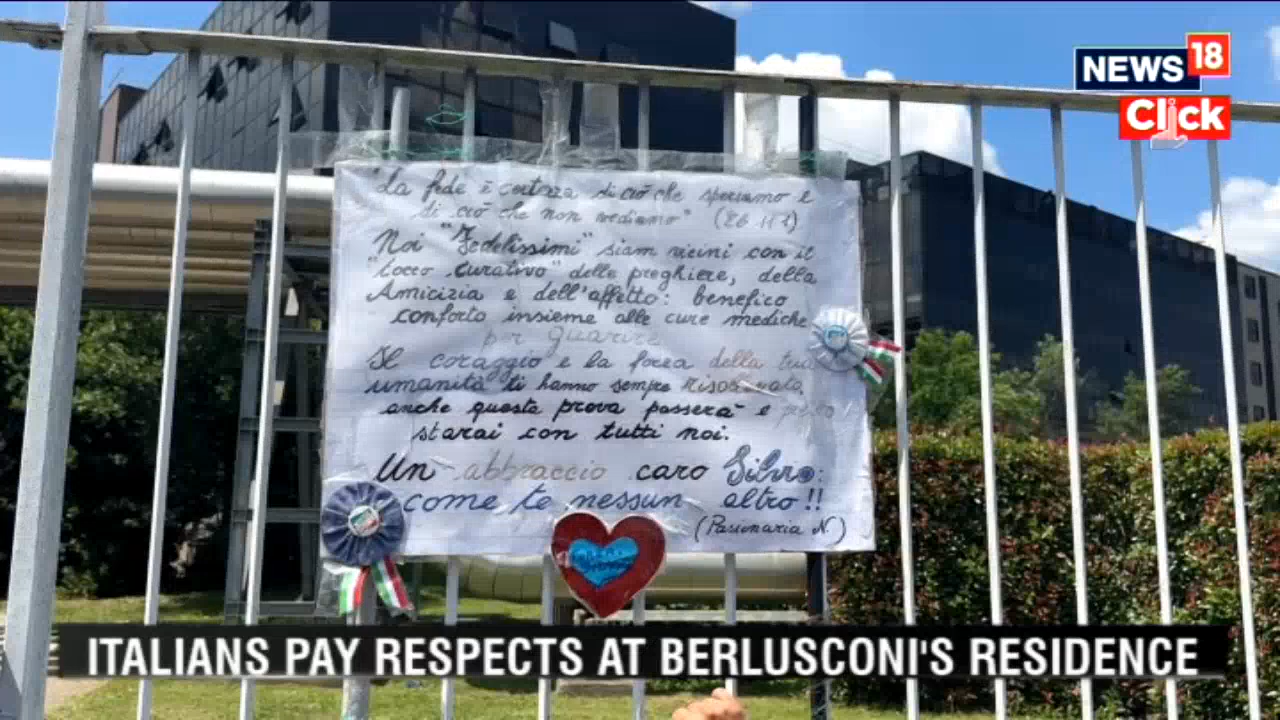 NEWS 18
Click
"La fede è certezza di ciò che speriamo e
di ciò che non vediamo" (Eb 11 1)
Noi "Fedelissimi" siam vicini con il
"tocco curativo" delle preghiere, della
Amicizia e dell'affetto: benefico
conforto insieme alle cure mediche
per guarire
Il coraggio e la forza della tua
umanità ti hanno sempre
anche questa prova passerà e
starai con tutti noi.
Un abbraccio caro Silvio:
come te nessun altro!!
(Pasionaria N)
ITALIANS PAY RESPECTS AT BERLUSCONI'S RESIDENCE